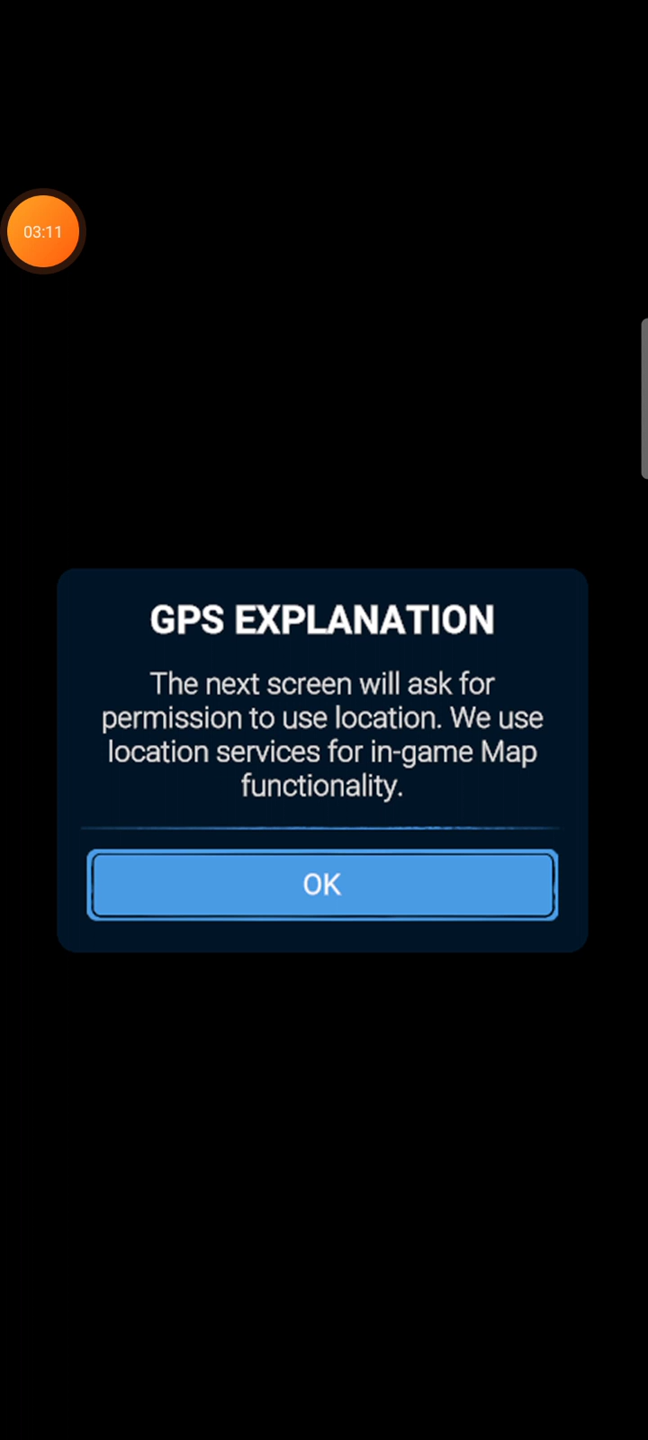 03:11
GPS EXPLANATION
The next screen will ask for
permission to use location. We use
location services for in-game Map
functionality.
OK